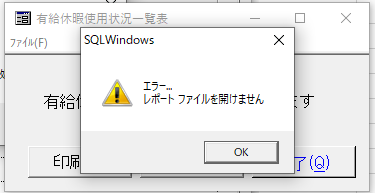 有給休暇使用状況一覧表
ﾌｧｲﾙ(F)
SQLWindows
エラー...
レポート ファイルを開けません
有給休
ます
印刷
了(Q)
OK